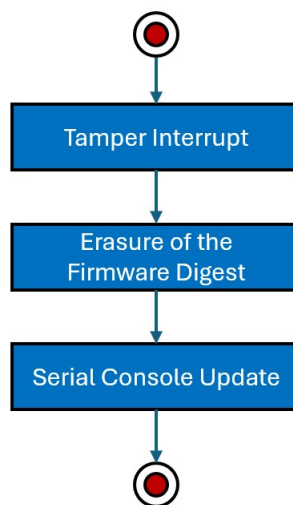 Tamper Interrupt
Erasure of the
Firmware Digest
Serial Console Update